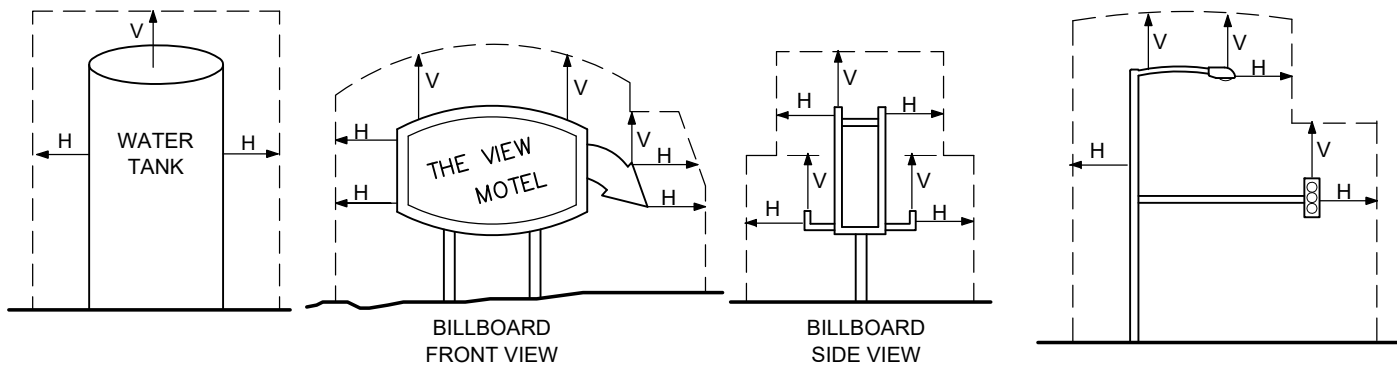 V
H
WATER
TANK
H
V
V
H
H
THE VIEW
MOTEL
V
H
H
BILLBOARD
FRONT VIEW
V
H
H
V
V
H
H
BILLBOARD
SIDE VIEW
V
V
H
H
V
H